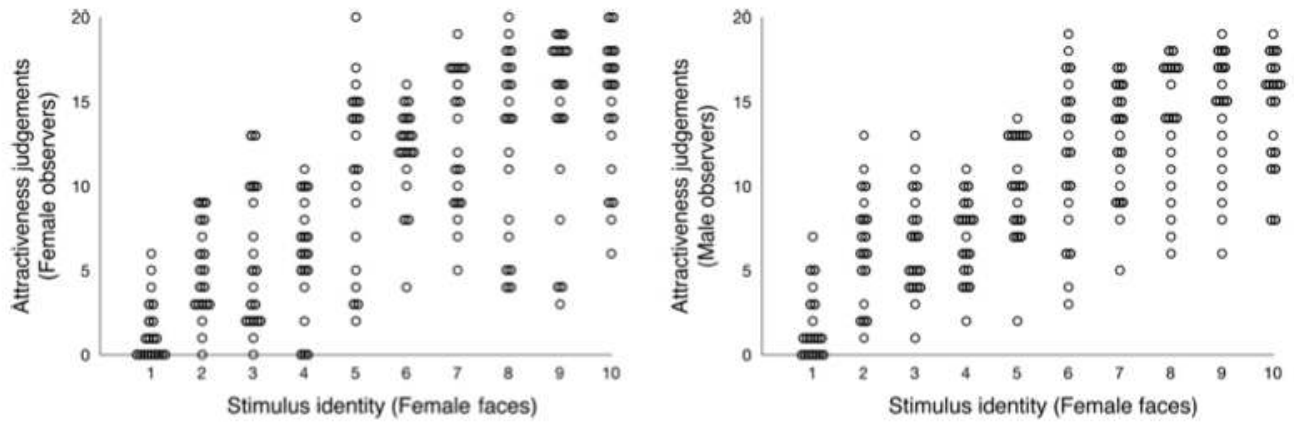 Attractiveness judgements
(Female observers)
20
15
10
5
0
1 2 3 4 5 6 7 8 9 10
Stimulus identity (Female faces)
Attractiveness judgements
(Male observers)
20
15
10
5
0
1 2 3 4 5 6 7 8 9 10
Stimulus identity (Female faces)